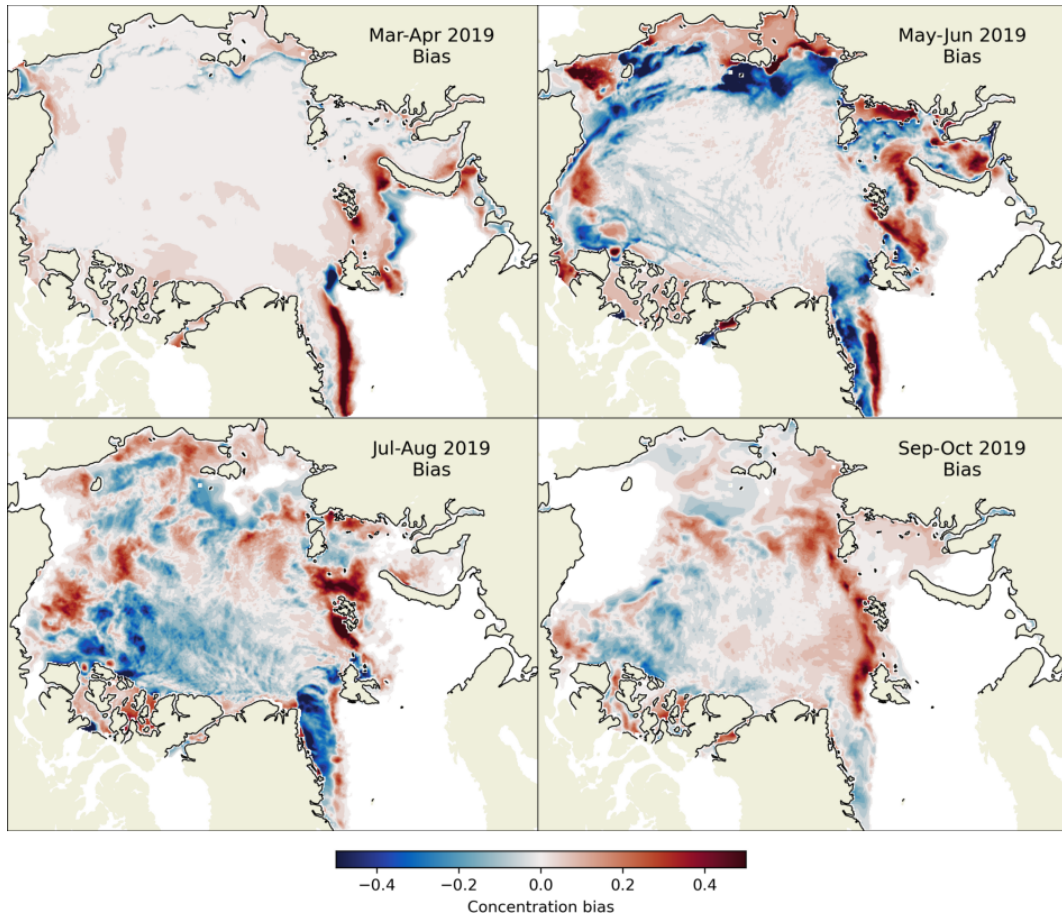 Mar-Apr 2019
Bias
May-Jun 2019
Bias
Jul-Aug 2019
Bias
Sep-Oct 2019
Bias
−0.4
−0.2
0.0
0.2
0.4
Concentration bias